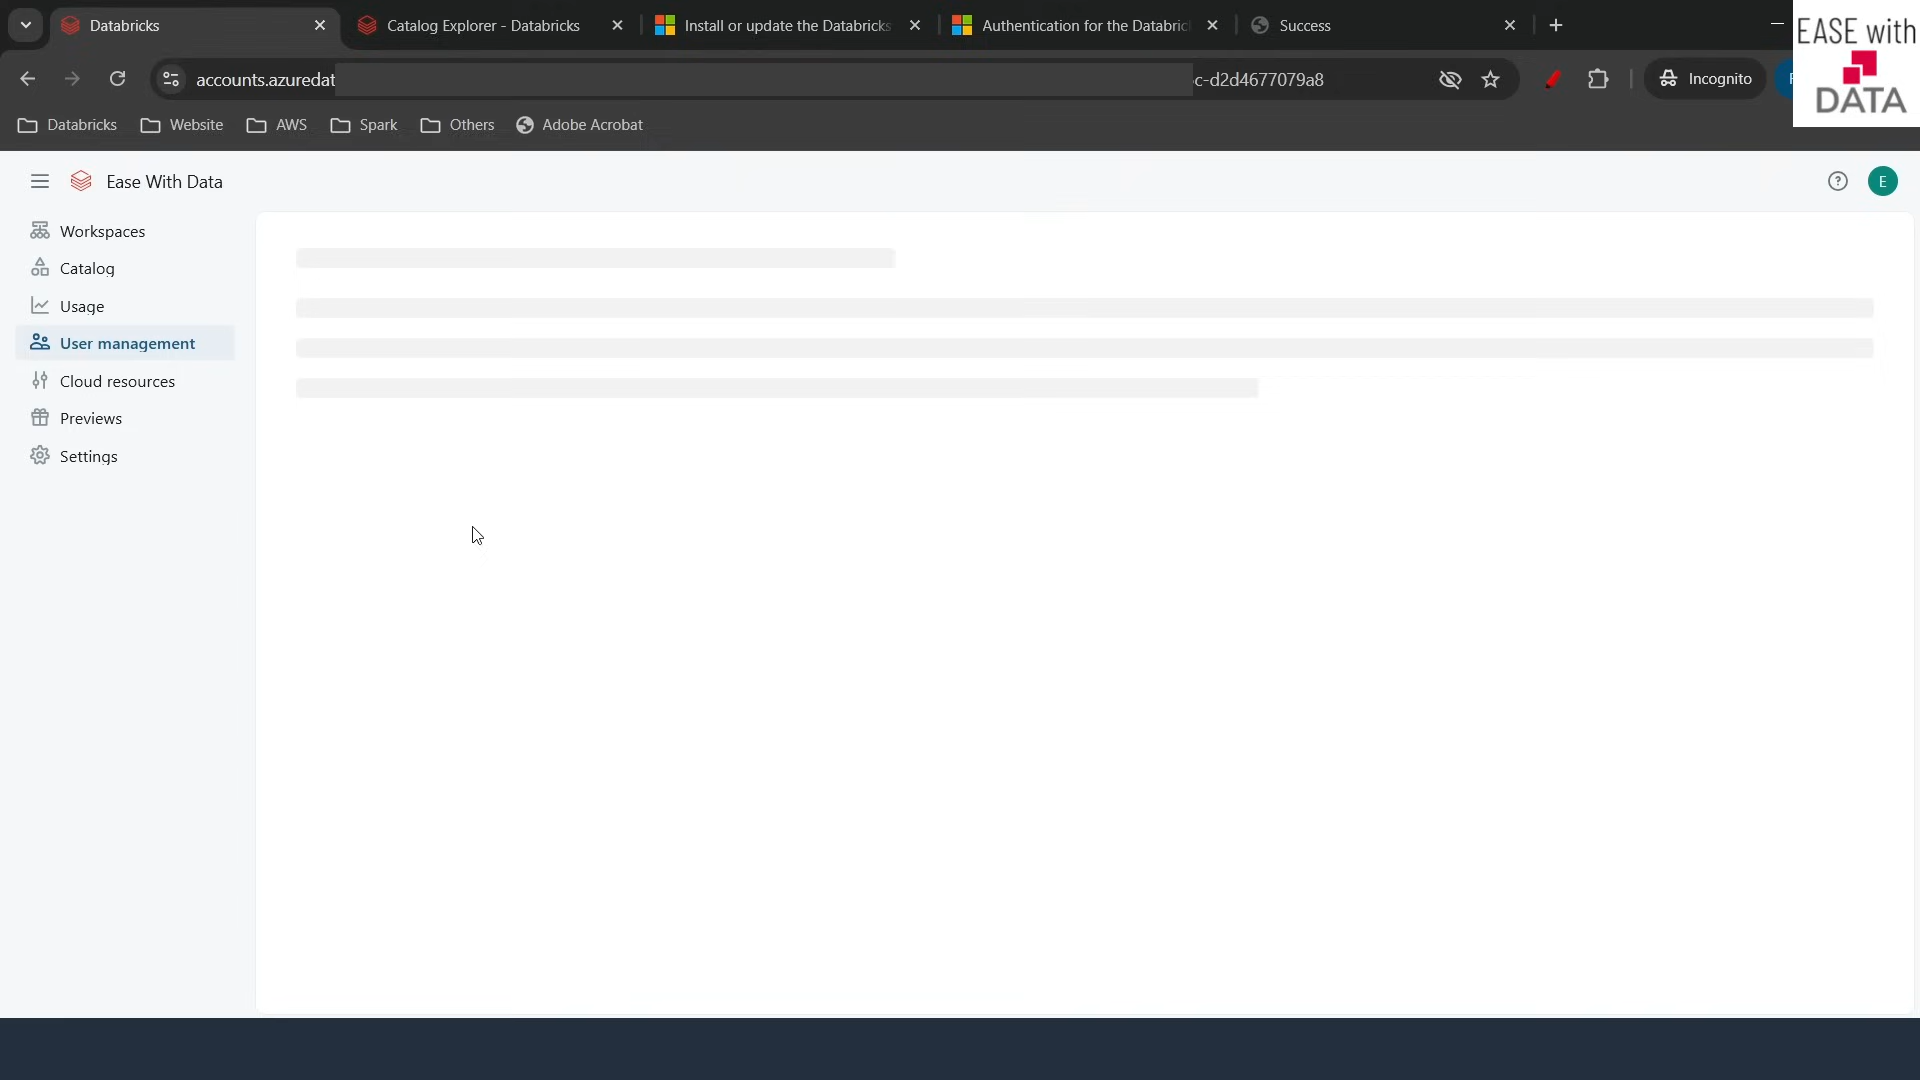 Databricks
Catalog Explorer - Databricks
Install or update the Databricks
Authentication for the Databric
Success
EASE with
DATA
accounts.azuredat
c-d2d4677079a8
Incognito
Databricks
Website
AWS
Spark
Others
Adobe Acrobat
Ease With Data
E
Workspaces
Catalog
Usage
User management
Cloud resources
Previews
Settings